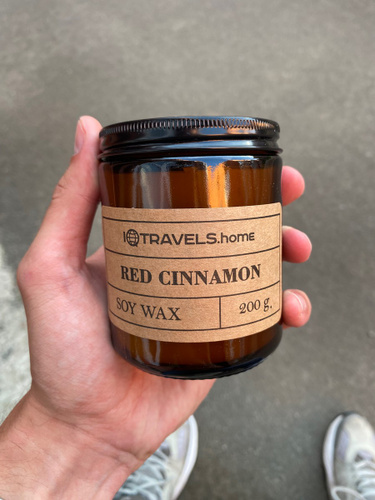 I TRAVELS.home
RED CINNAMON
SOY WAX
200 g.